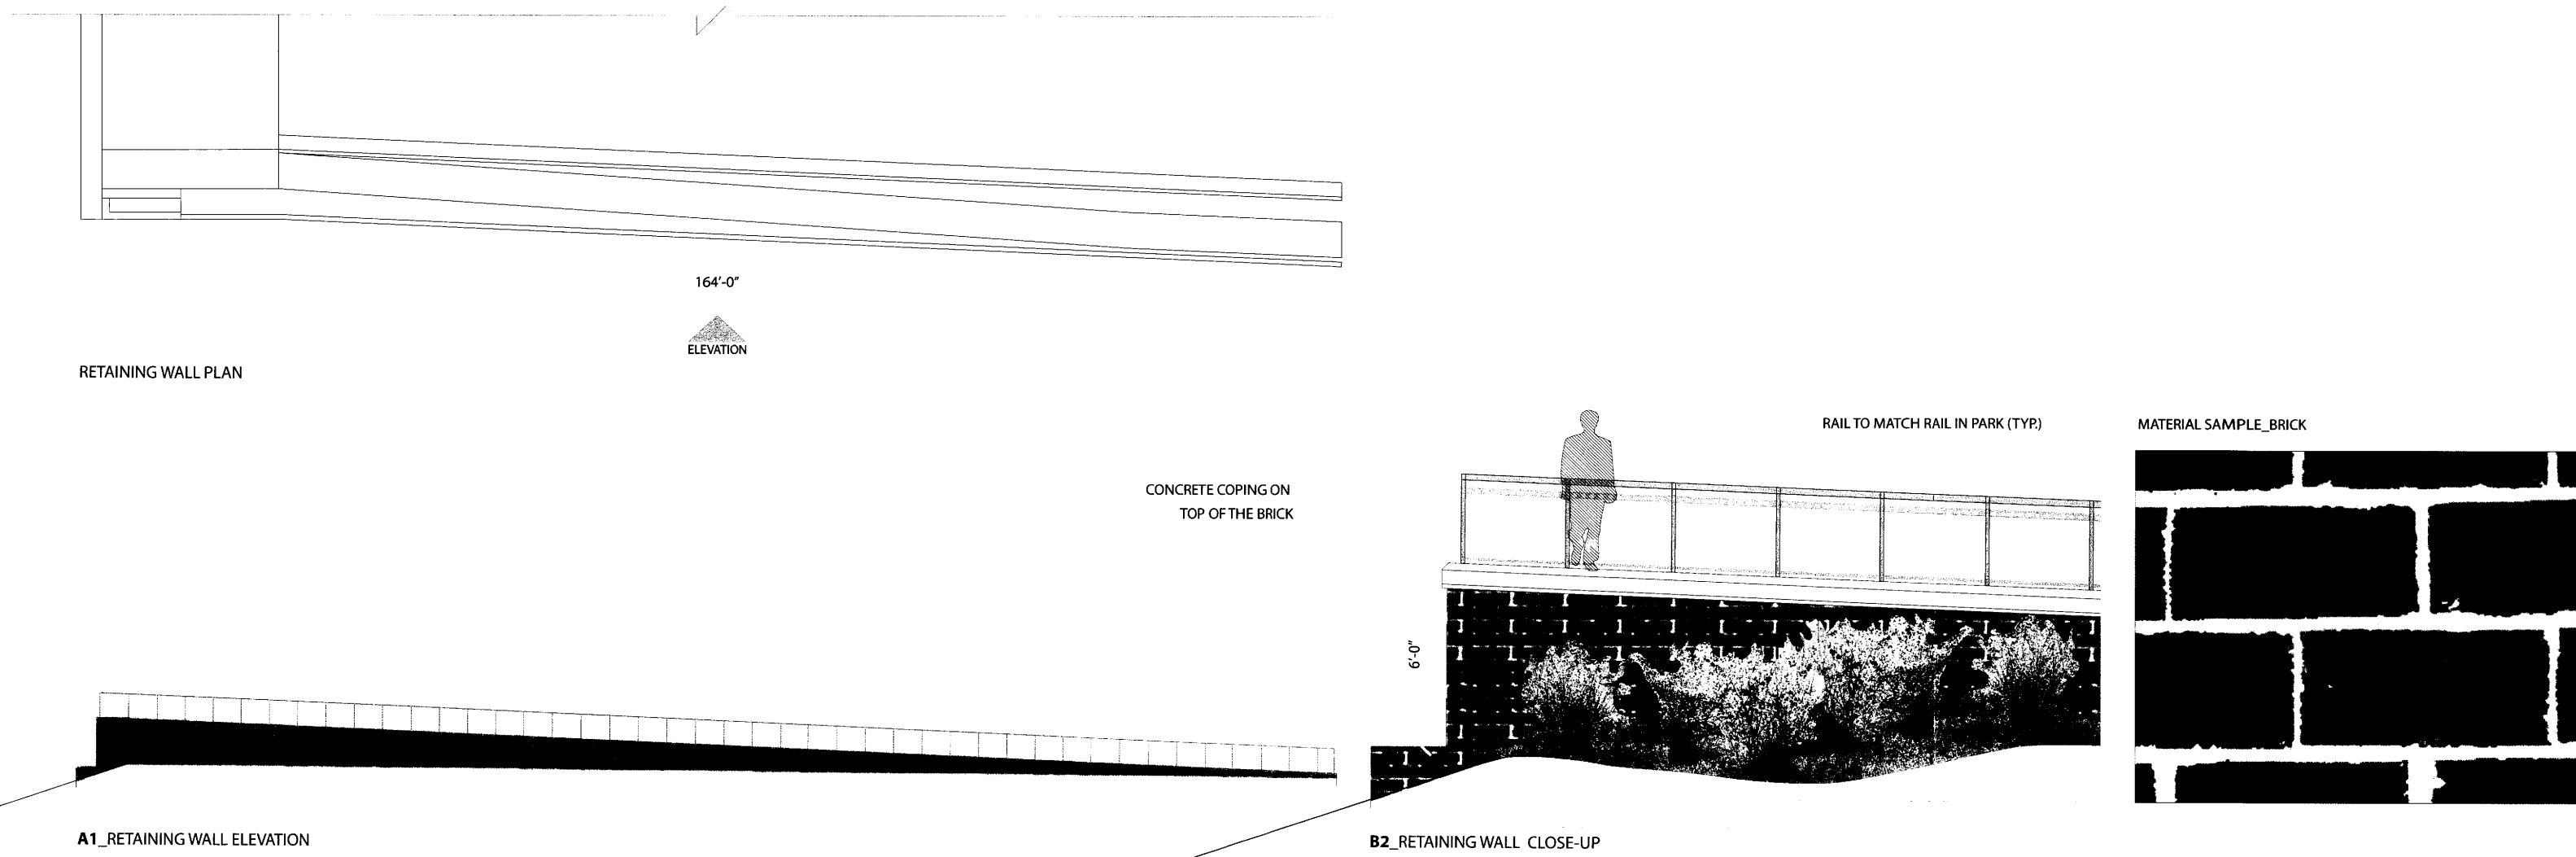 164'-0"
ELEVATION
RETAINING WALL PLAN
RAIL TO MATCH RAIL IN PARK (TYP.)
MATERIAL SAMPLE_BRICK
CONCRETE COPING ON
TOP OF THE BRICK
6'-0"
A1_RETAINING WALL ELEVATION
B2_RETAINING WALL CLOSE-UP